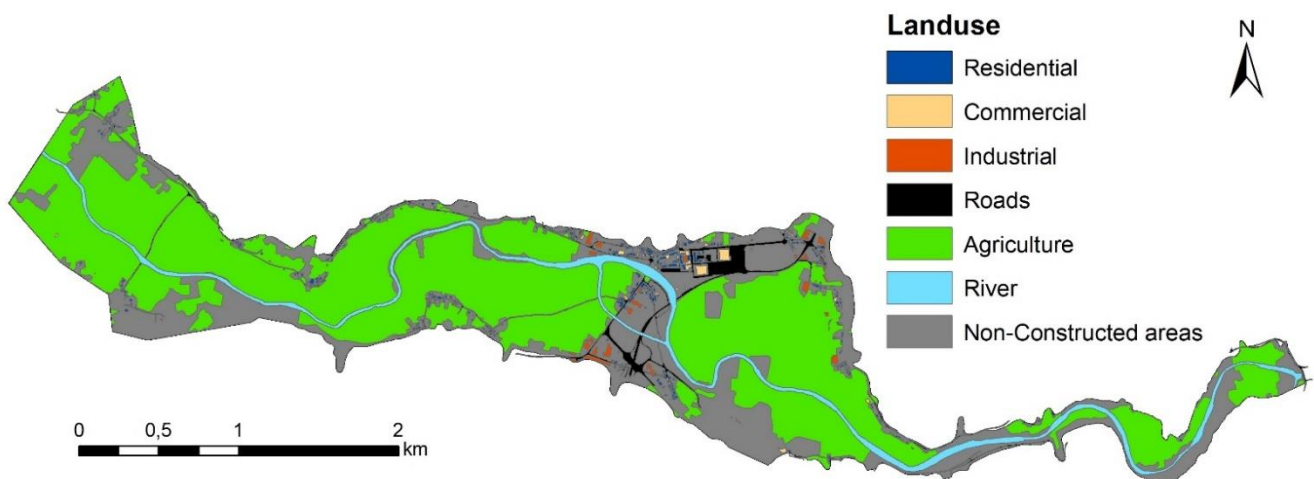 Landuse
N
Residential
Commercial
Industrial
Roads
Agriculture
River
Non-Constructed areas
0 0,5 1 2
km